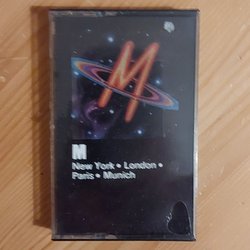 M
M
New York • London •
Paris • Munich